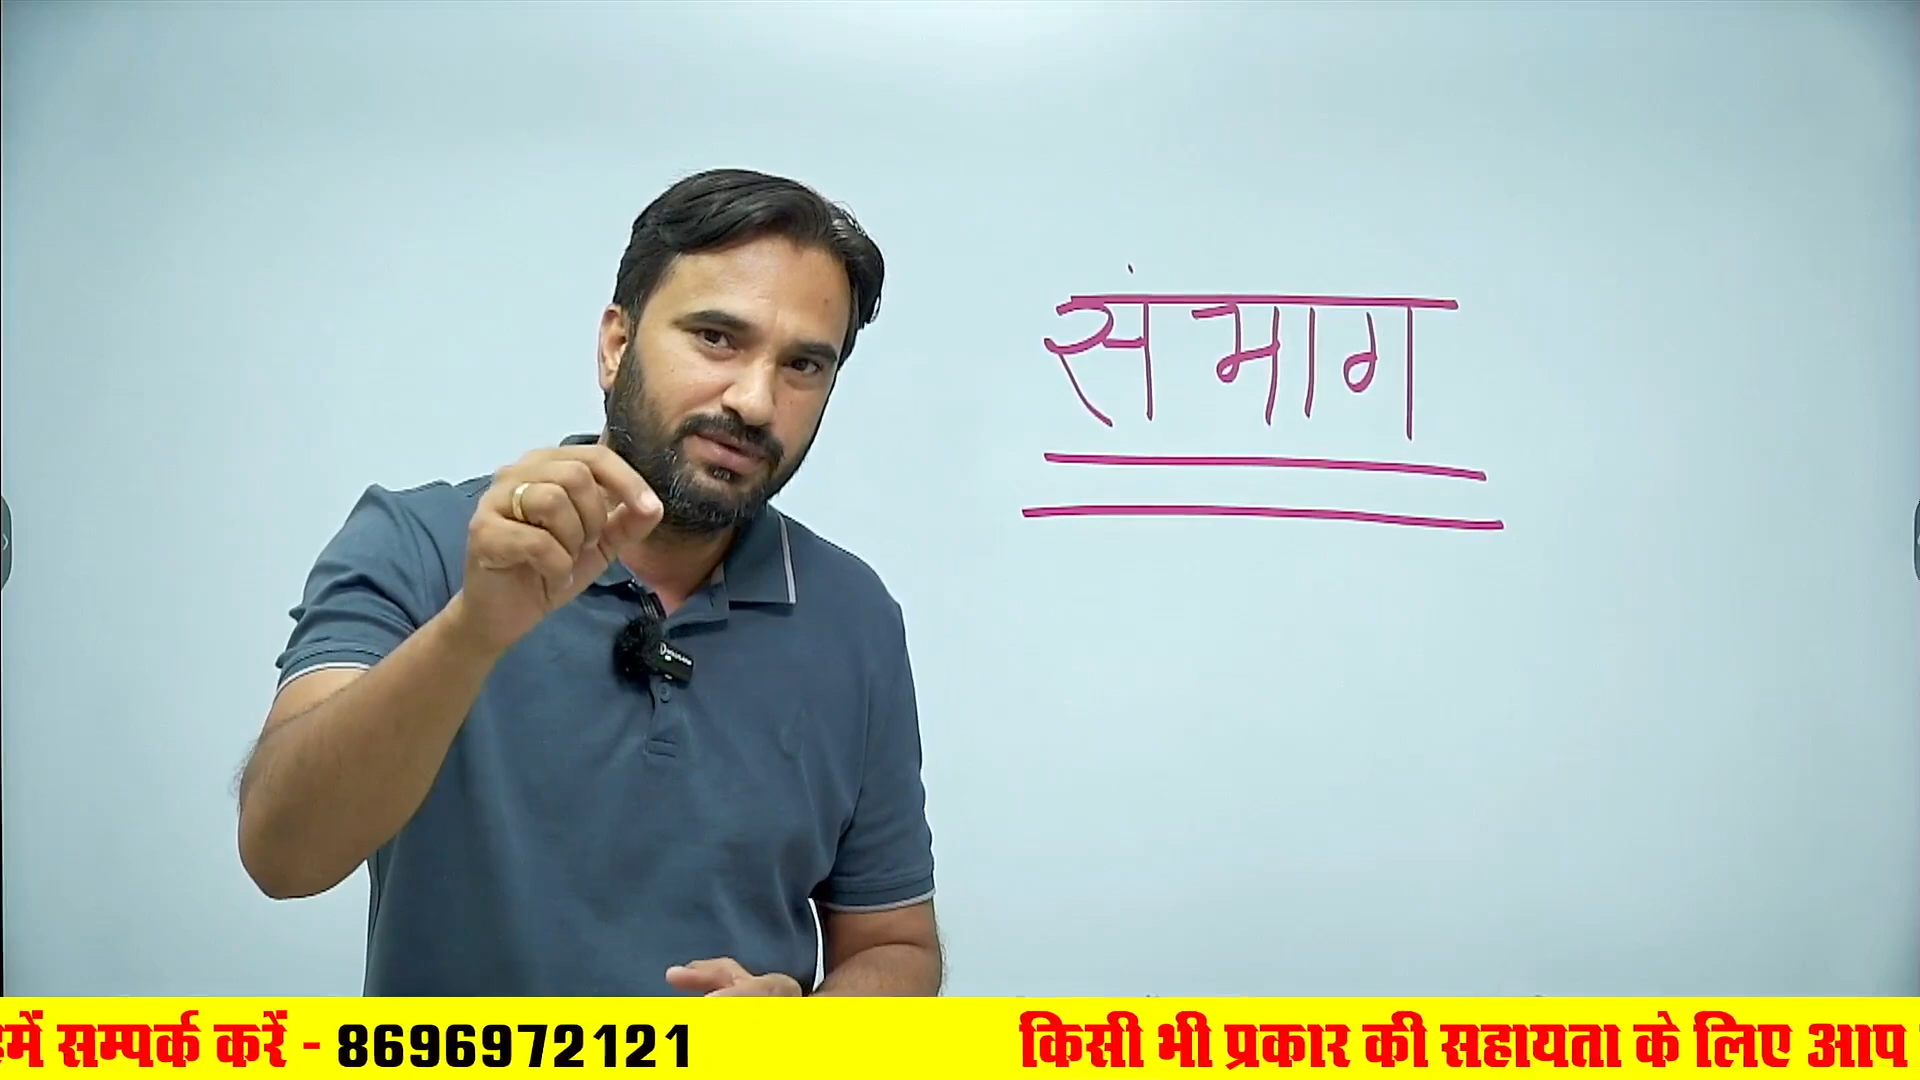 संभाग
में सम्पर्क करें - 8696972121 किसी भी प्रकार की सहायता के लिए आप